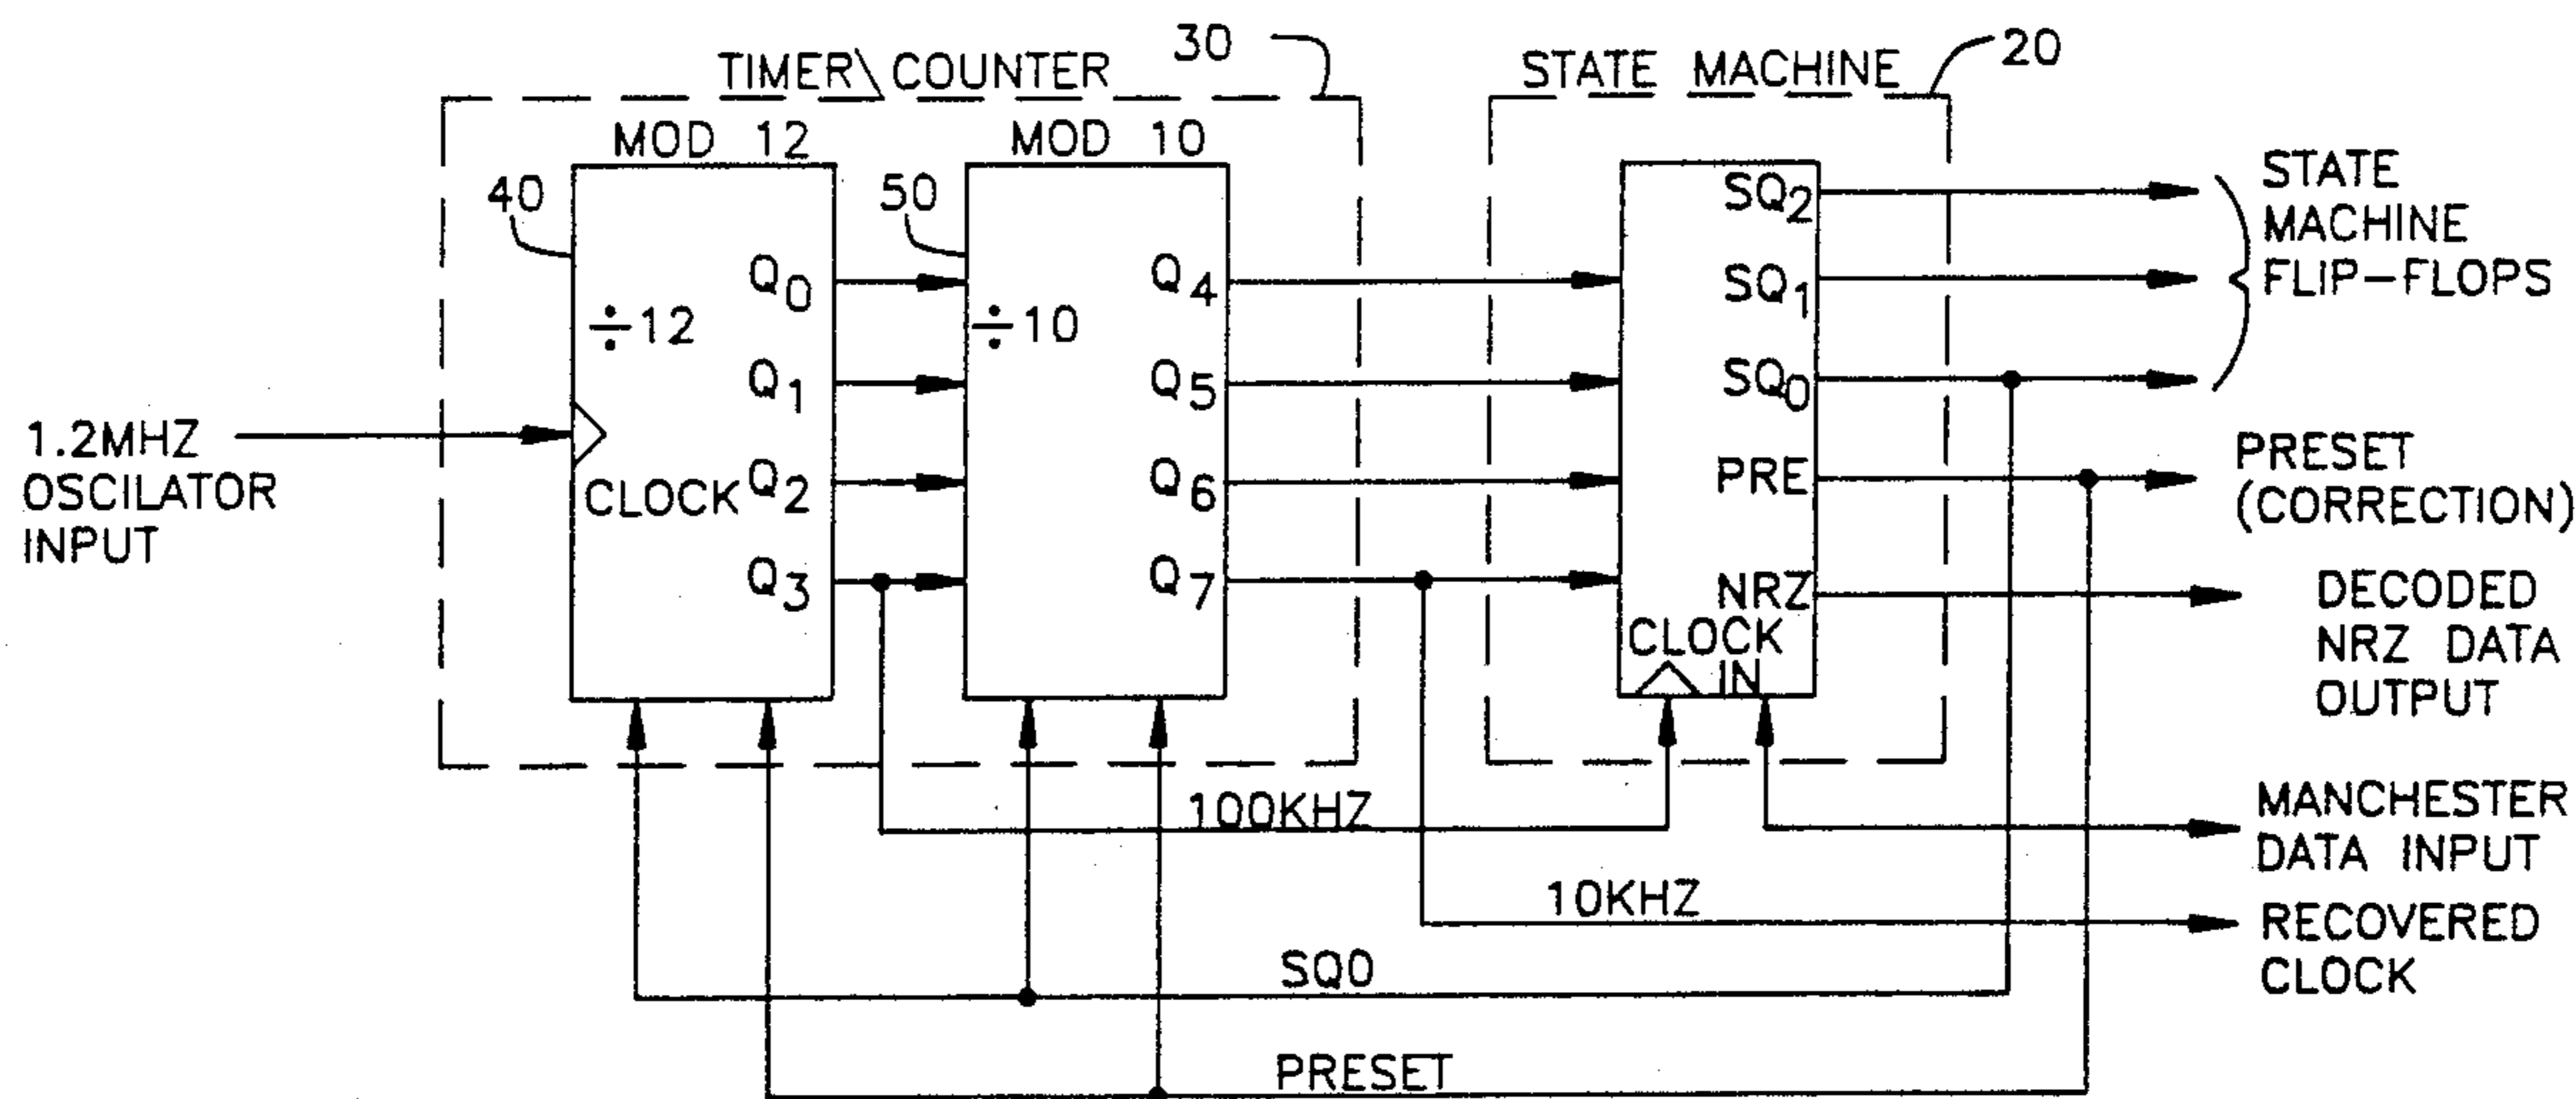 TIMER\COUNTER
30
STATE MACHINE
20
MOD 12
MOD 10
40
50
÷12
÷10
Q0
Q1
Q2
Q3
CLOCK
Q4
Q5
Q6
Q7
SQ2
SQ1
SQ0
PRE
NRZ
CLOCK
IN
1.2MHZ
OSCILATOR
INPUT
STATE
MACHINE
FLIP-FLOPS
PRESET
(CORRECTION)
DECODED
NRZ DATA
OUTPUT
MANCHESTER
DATA INPUT
RECOVERED
CLOCK
100KHZ
10KHZ
SQ0
PRESET